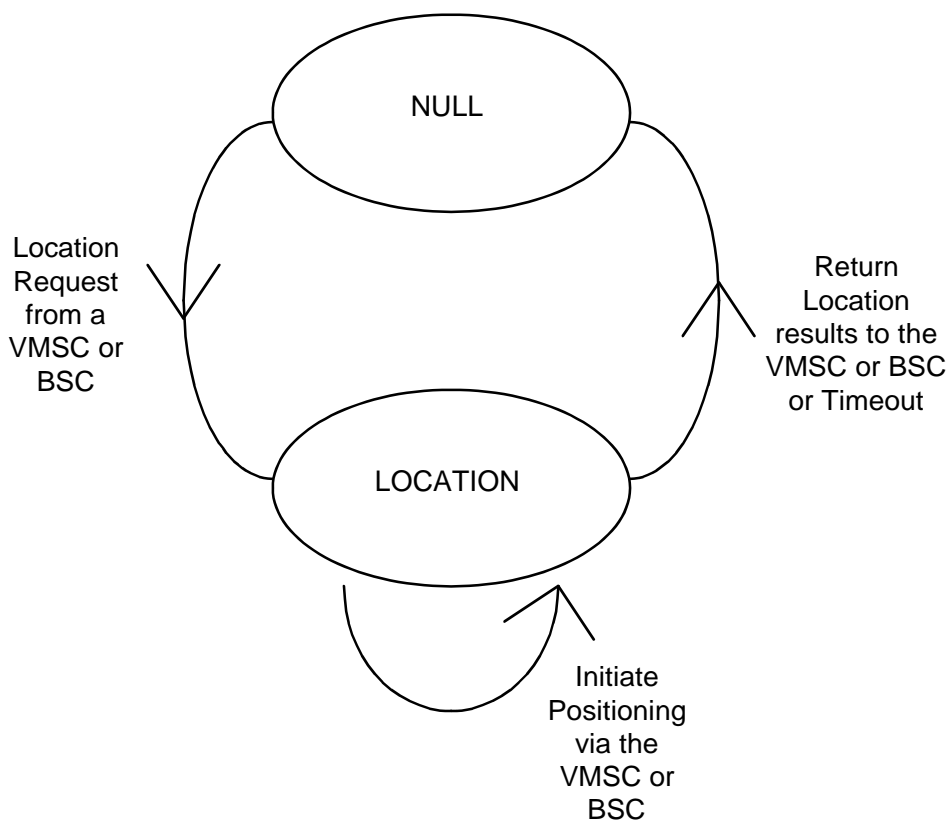 NULL
Location
Request
from a
VMSC or
BSC
Return
Location
results to the
VMSC or BSC
or Timeout
LOCATION
Initiate
Positioning
via the
VMSC or
BSC